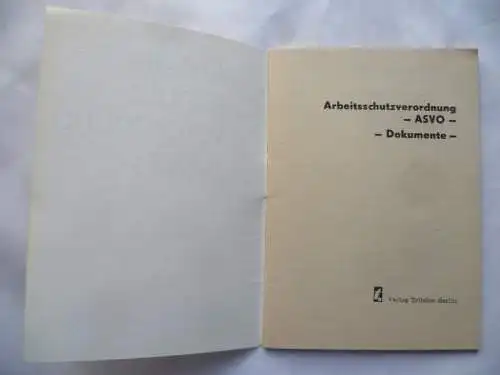 Arbeitsschutzverordnung
– ASVO –
– Dokumente –
Verlag Tribüne Berlin